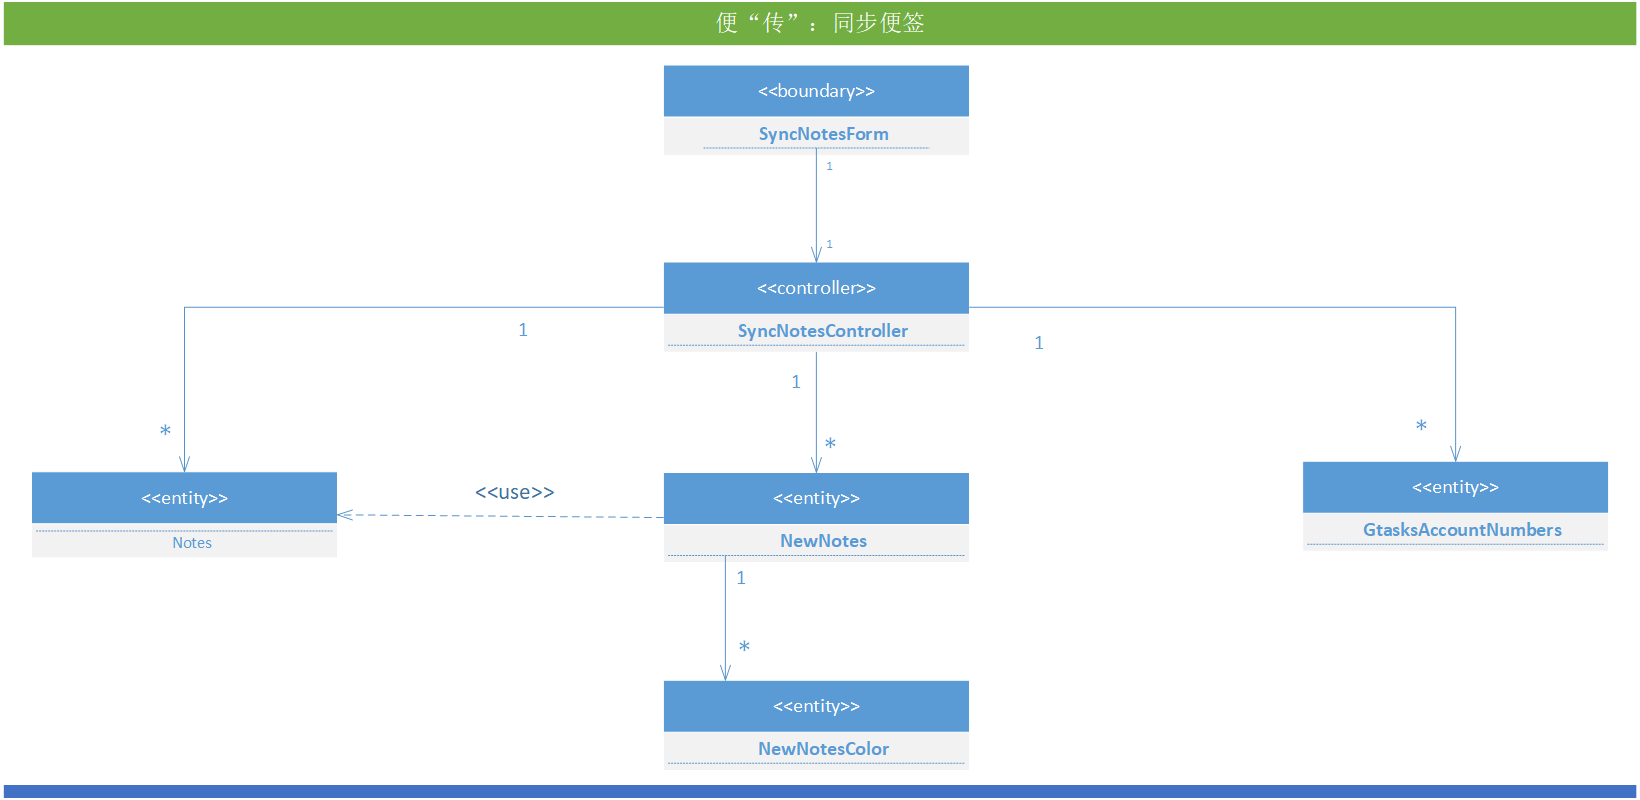 便“传”：同步便签
<<boundary>>
SyncNotesForm
1
1
<<controller>>
SyncNotesController
1
1
1
*
*
*
<<entity>>
Notes
<<use>>
<<entity>>
NewNotes
<<entity>>
GtasksAccountNumbers
1
*
<<entity>>
NewNotesColor